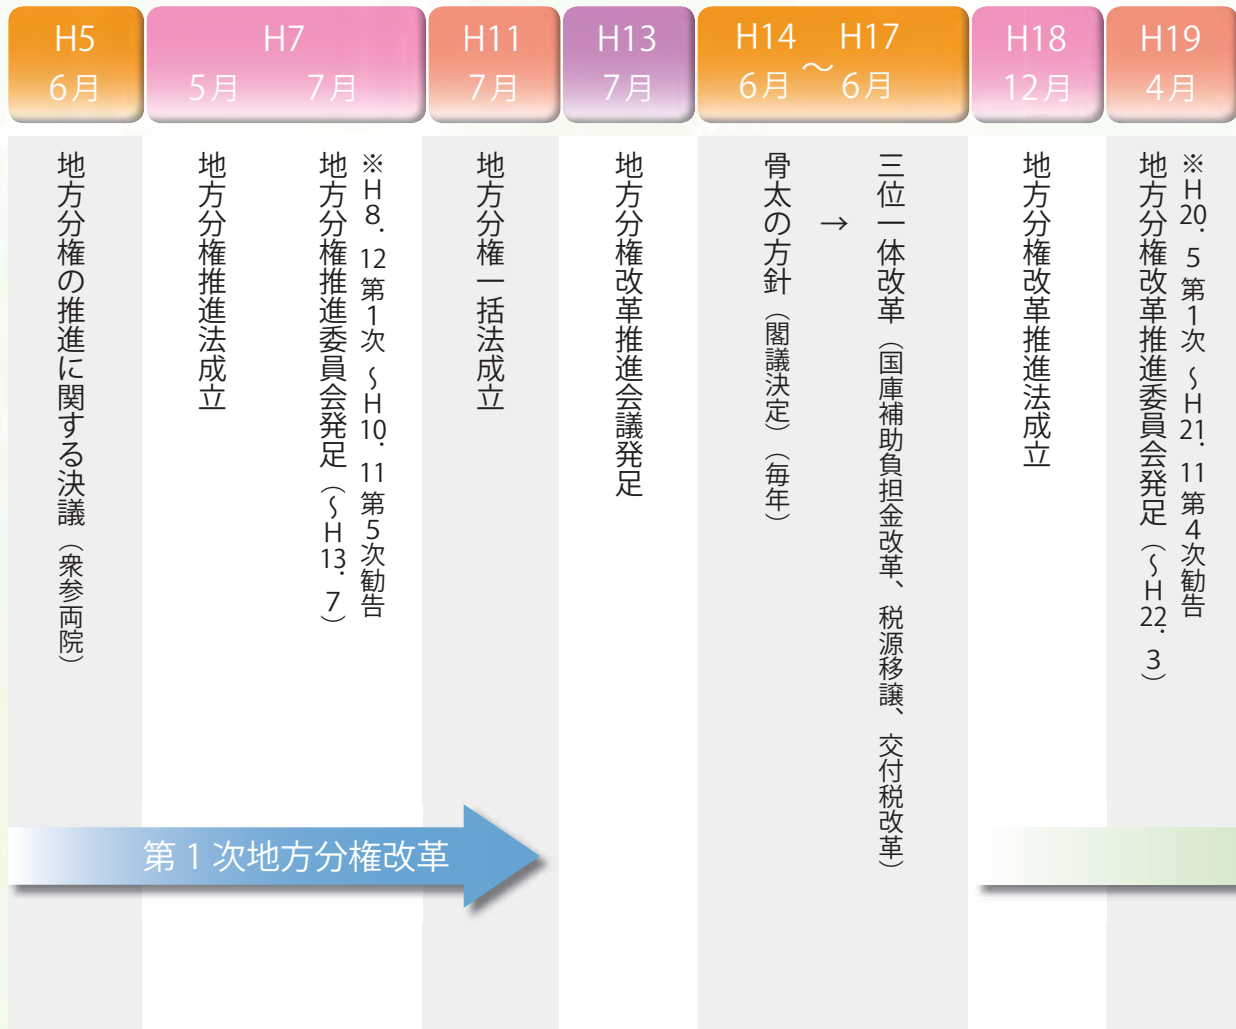 H5
6月
H7
5月 7月
H11
7月
H13
7月
H14 H17
6月 〜 6月
H18
12月
H19
4月
地方分権の推進に関する決議（衆参両院）
地方分権推進法成立
地方分権推進委員会発足（〜H13．7）
※H8．12第1次〜H10．11第5次勧告
地方分権一括法成立
地方分権改革推進会議発足
骨太の方針（閣議決定）（毎年）
→
三位一体改革（国庫補助負担金改革、税源移譲、交付税改革）
地方分権改革推進法成立
地方分権改革推進委員会発足（〜H22．3）
※H20．5第1次〜H21．11第4次勧告
第1次地方分権改革